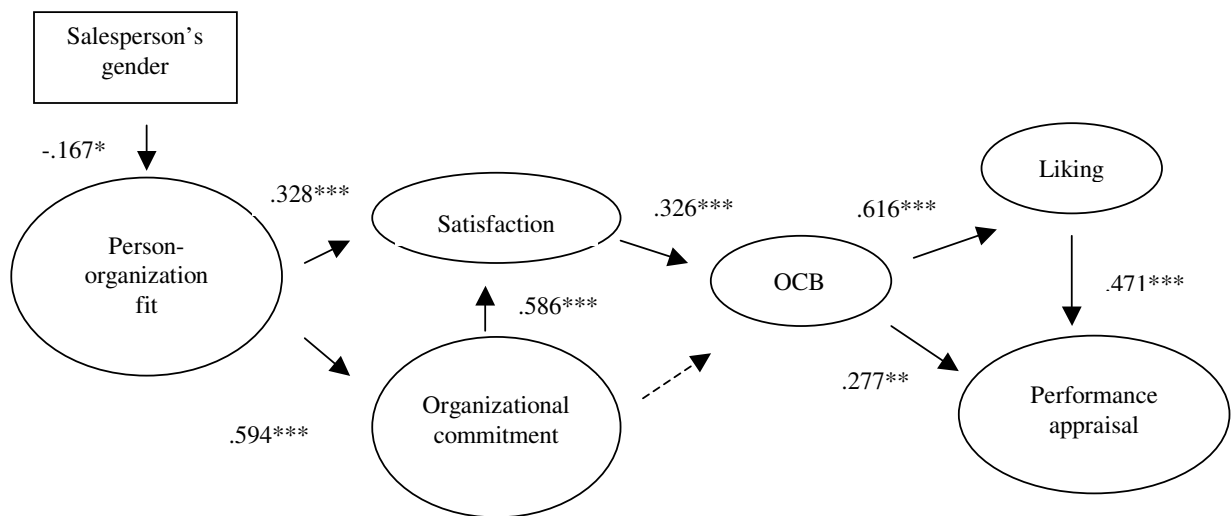 Salesperson’s
gender
-.167*
Person-
organization
fit
.328***
Satisfaction
.326***
.616***
Liking
OCB
.471***
.586***
.594***
Organizational
commitment
.277**
Performance
appraisal